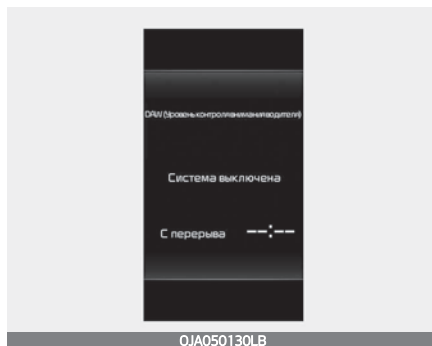 DAW (Уровень контроля внимания водителя)
Система выключена
С перерыва --:--
OJA050130LB